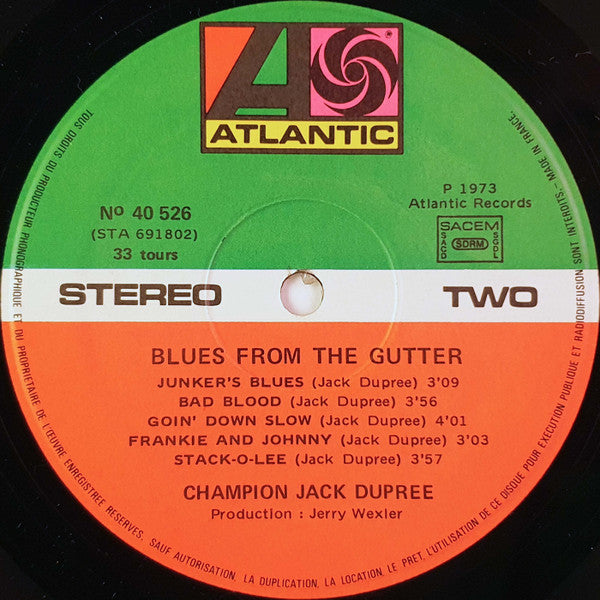 ATLANTIC
Nº 40 526
(STA 691802)
33 tours
P 1973
Atlantic Records
SACEM
SACD
SDRM
SGDL
STEREO
TWO
BLUES FROM THE GUTTER
JUNKER'S BLUES (Jack Dupree) 3'09
BAD BLOOD (Jack Dupree) 3'56
GOIN' DOWN SLOW (Jack Dupree) 4'01
FRANKIE AND JOHNNY (Jack Dupree) 3'03
STACK-O-LEE (Jack Dupree) 3'57
CHAMPION JACK DUPREE
Production : Jerry Wexler
TOUS DROITS DU PRODUCTEUR PHONOGRAPHIQUE ET DU PROPRIETAIRE DE L'ŒUVRE ENREGISTREE RESERVES. SAUF AUTORISATION, LA DUPLICATION, LA LOCATION, LE PRET, L'UTILISATION DE CE DISQUE POUR EXECUTION PUBLIQUE ET RADIODIFFUSION SONT INTERDITS - MADE IN FRANCE.